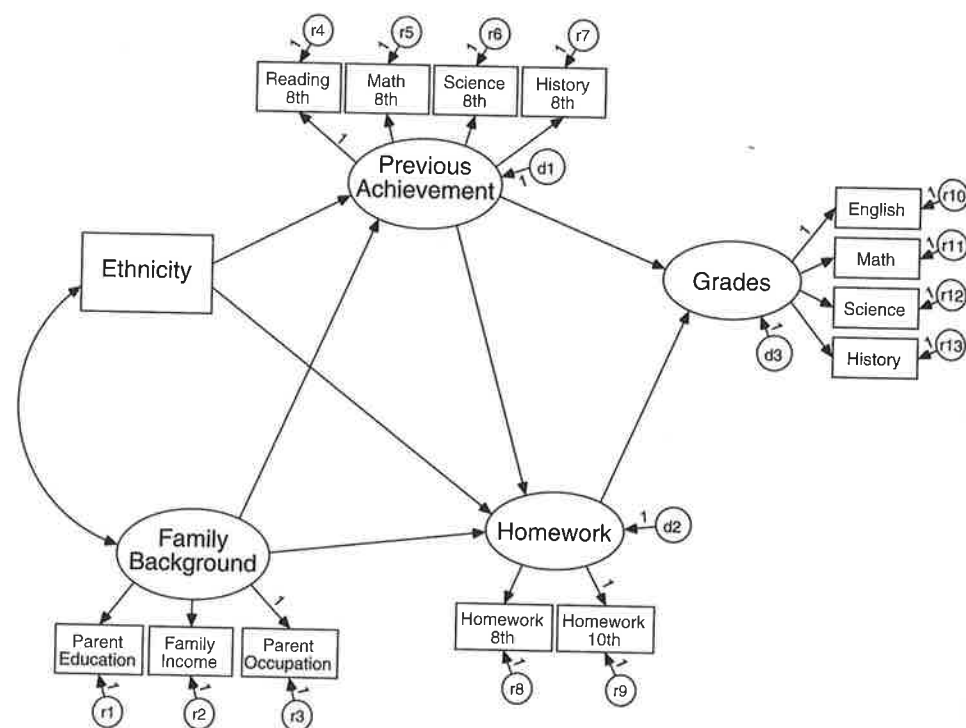 r4
r5
r6
r7
1
1
1
1
Reading
8th
Math
8th
Science
8th
History
8th
1
Previous
Achievement
d1
1
Ethnicity
English
1
r10
1
Math
1
r11
Grades
Science
1
r12
History
1
r13
1
d3
Family
Background
1
Homework
1
d2
1
Parent
Education
Family
Income
Parent
Occupation
Homework
8th
Homework
10th
1
1
1
1
1
r1
r2
r3
r8
r9